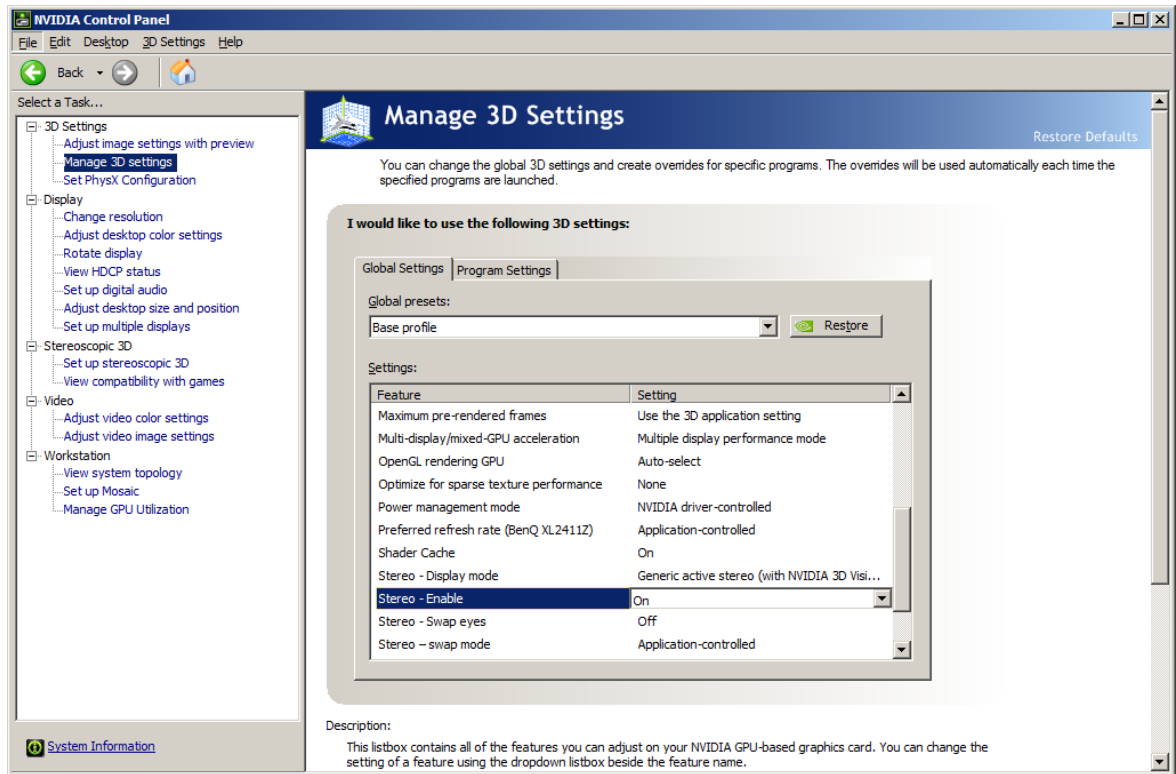 NVIDIA Control Panel
File Edit Desktop 3D Settings Help
Back
Select a Task...
3D Settings
Adjust image settings with preview
Manage 3D settings
Set PhysX Configuration
Display
Change resolution
Adjust desktop color settings
Rotate display
View HDCP status
Set up digital audio
Adjust desktop size and position
Set up multiple displays
Stereoscopic 3D
Set up stereoscopic 3D
View compatibility with games
Video
Adjust video color settings
Adjust video image settings
Workstation
View system topology
Set up Mosaic
Manage GPU Utilization
System Information
Manage 3D Settings
Restore Defaults
You can change the global 3D settings and create overrides for specific programs. The overrides will be used automatically each time the
specified programs are launched.
I would like to use the following 3D settings:
Global Settings Program Settings
Global presets:
Base profile Restore
Settings:
Feature Setting
Maximum pre-rendered frames Use the 3D application setting
Multi-display/mixed-GPU acceleration Multiple display performance mode
OpenGL rendering GPU Auto-select
Optimize for sparse texture performance None
Power management mode NVIDIA driver-controlled
Preferred refresh rate (BenQ XL2411Z) Application-controlled
Shader Cache On
Stereo - Display mode Generic active stereo (with NVIDIA 3D Visi...
Stereo - Enable On
Stereo - Swap eyes Off
Stereo – swap mode Application-controlled
Description:
This listbox contains all of the features you can adjust on your NVIDIA GPU-based graphics card. You can change the
setting of a feature using the dropdown listbox beside the feature name.